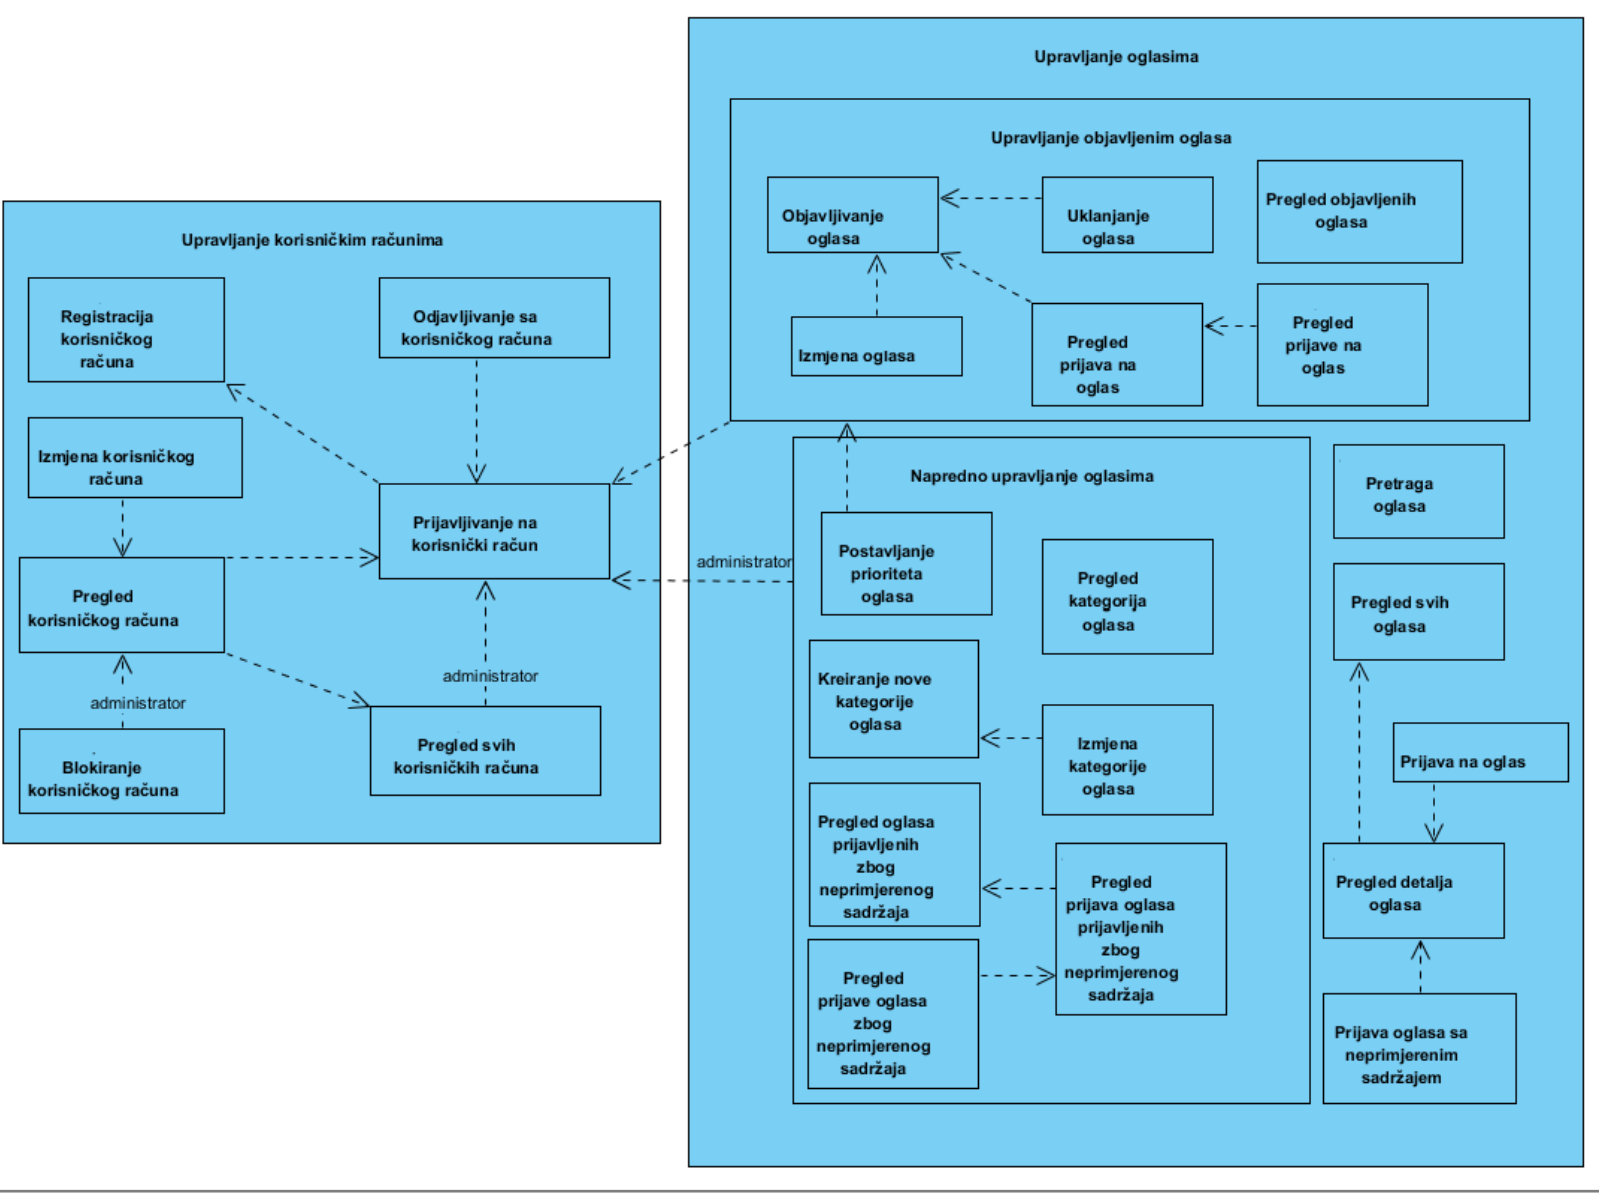 Upravljanje korisničkim računima
Registracija
korisničkog
računa
Odjavljivanje sa
korisničkog računa
Izmjena korisničkog
računa
Prijavljivanje na
korisnički račun
Pregled
korisničkog računa
administrator
administrator
Blokiranje
korisničkog računa
Pregled svih
korisničkih računa
Upravljanje oglasima
Upravljanje objavljenim oglasa
Objavljivanje
oglasa
Uklanjanje
oglasa
Pregled objavljenih
oglasa
Izmjena oglasa
Pregled
prijava na
oglas
Pregled
prijave na
oglas
administrator
Napredno upravljanje oglasima
Postavljanje
prioriteta
oglasa
Pregled
kategorija
oglasa
Kreiranje nove
kategorije
oglasa
Izmjena
kategorije
oglasa
Pregled oglasa
prijavljenih
zbog
neprimjerenog
sadržaja
Pregled
prijava oglasa
prijavljenih
zbog
neprimjerenog
sadržaja
Pregled
prijave oglasa
zbog
neprimjerenog
sadržaja
Pretraga
oglasa
Pregled svih
oglasa
Prijava na oglas
Pregled detalja
oglasa
Prijava oglasa sa
neprimjerenim
sadržajem